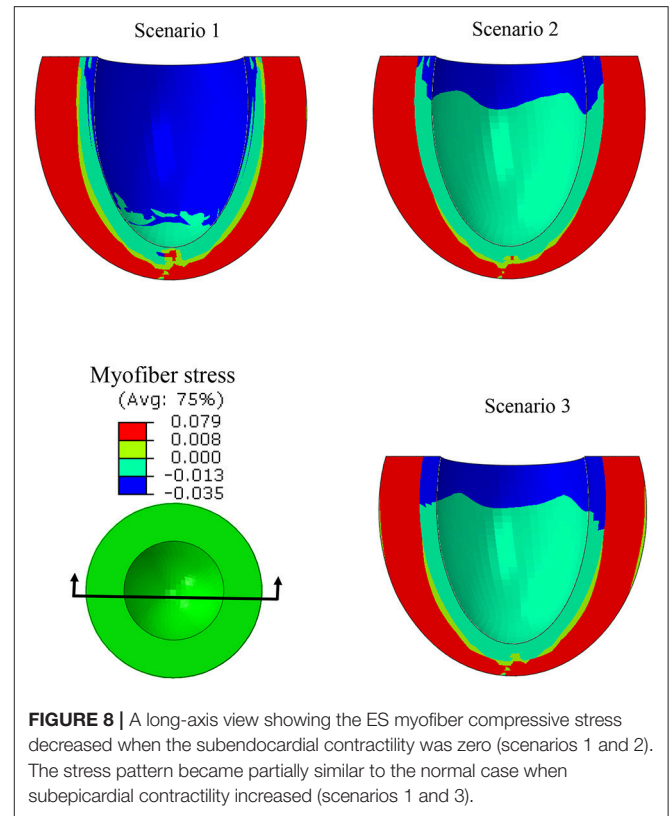 Scenario 1
Scenario 2
Myofiber stress
(Avg: 75%)
0.079
0.008
0.000
-0.013
-0.035
Scenario 3
FIGURE 8 | A long-axis view showing the ES myofiber compressive stress
decreased when the subendocardial contractility was zero (scenarios 1 and 2).
The stress pattern became partially similar to the normal case when
subepicardial contractility increased (scenarios 1 and 3).